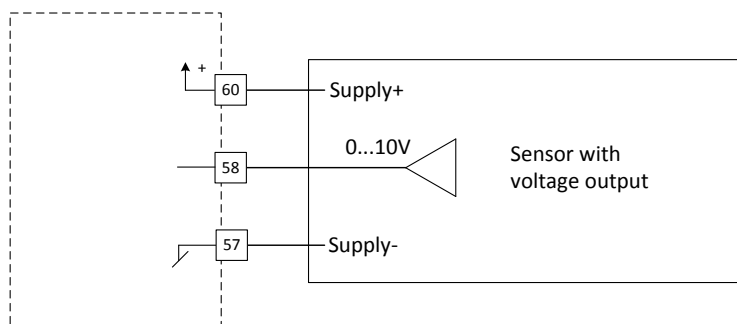 +
60
Supply+
0...10V
58
Sensor with
voltage output
57
Supply-